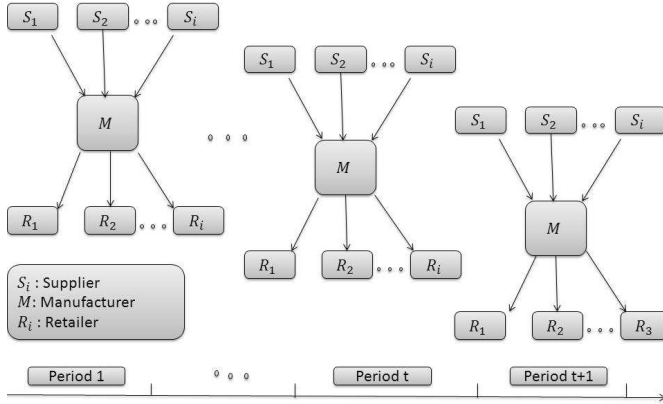 S₁ S₂ ... Sᵢ
M
R₁ R₂ ... Rᵢ
...
S₁ S₂ ... Sᵢ
M
R₁ R₂ ... Rᵢ
S₁ S₂ ... Sᵢ
M
R₁ R₂ ... R₃
Sᵢ : Supplier
M: Manufacturer
Rᵢ : Retailer
Period 1 ... Period t Period t+1